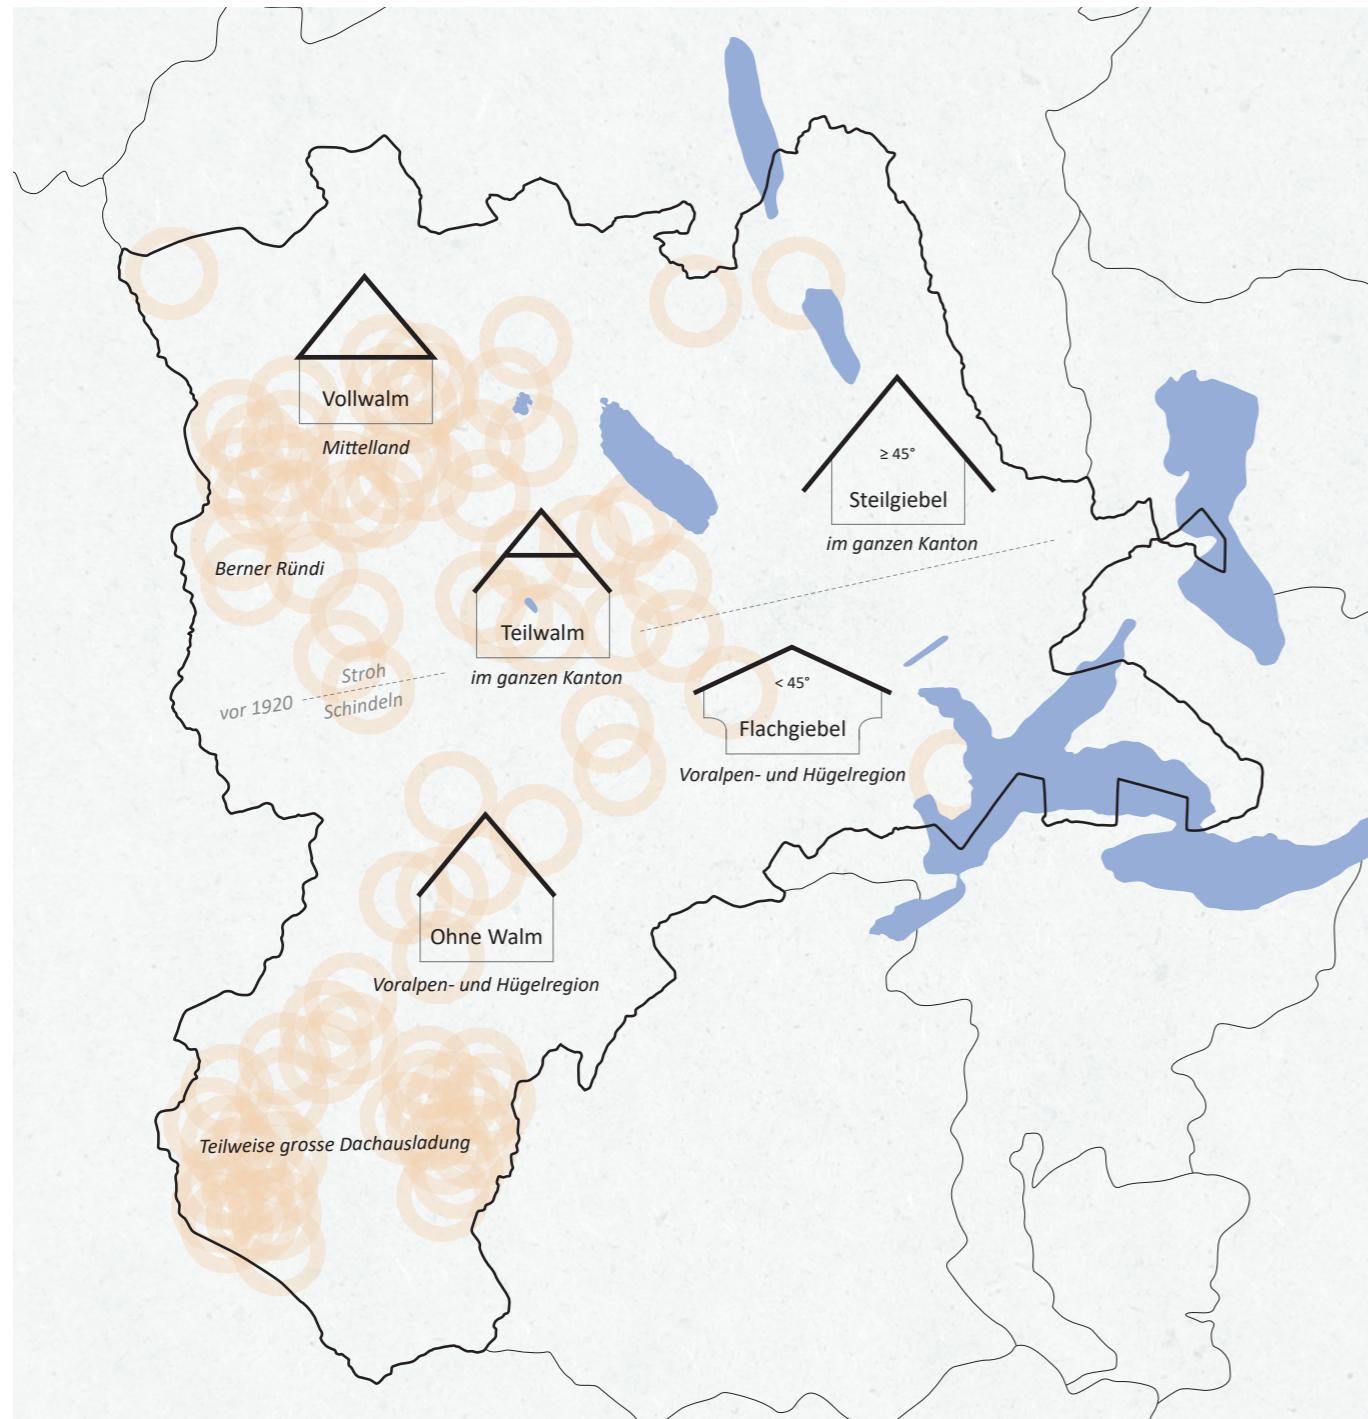 Vollwalm
Mittelland
≥ 45°
Steilgiebel
im ganzen Kanton
Berner Ründi
Teilwalm
im ganzen Kanton
vor 1920
Stroh
Schindeln
< 45°
Flachgiebel
Voralpen- und Hügelregion
Ohne Walm
Voralpen- und Hügelregion
Teilweise grosse Dachausladung